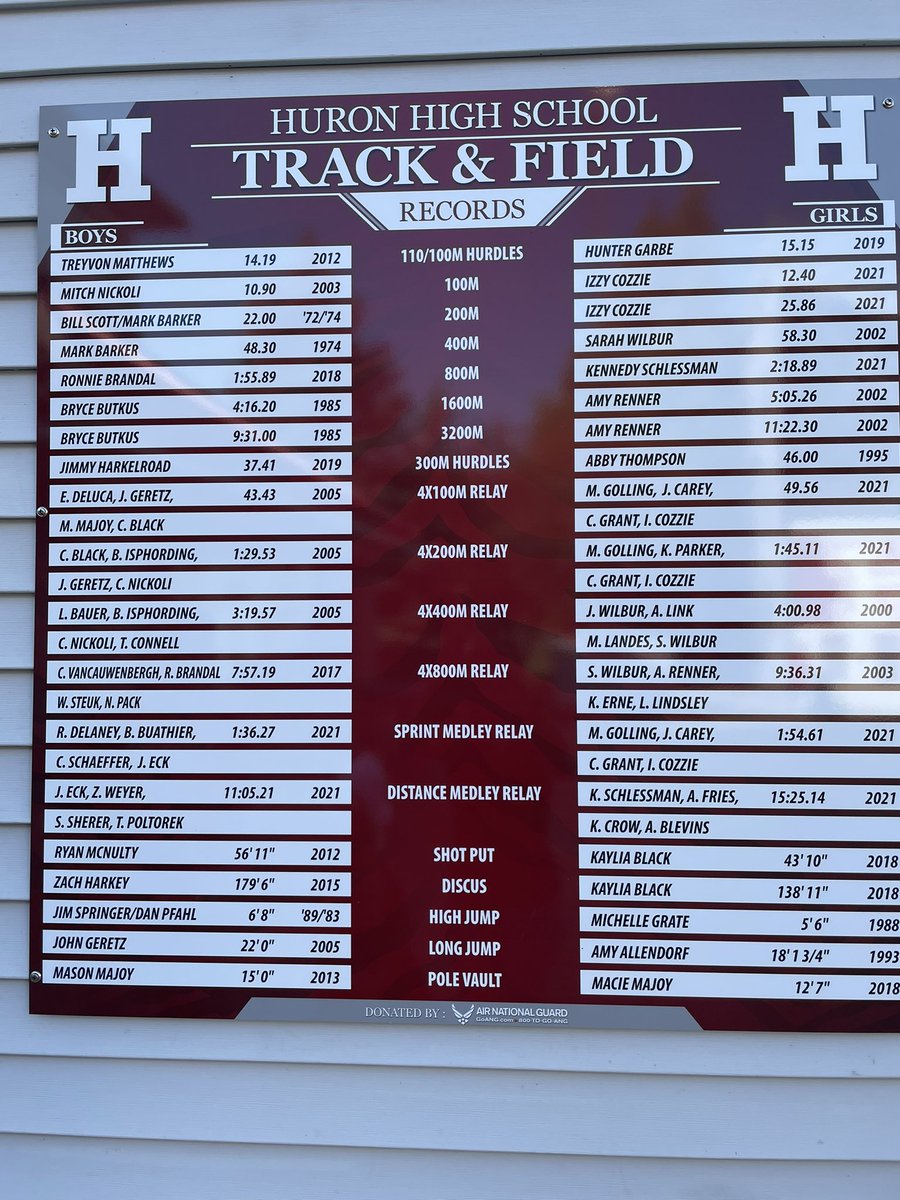 H
H
HURON HIGH SCHOOL
TRACK & FIELD
RECORDS
BOYS
GIRLS
TREYVON MATTHEWS 14.19 2012 110/100M HURDLES HUNTER GARBE 15.15 2019
MITCH NICKOLI 10.90 2003 100M IZZY COZZIE 12.40 2021
BILL SCOTT/MARK BARKER 22.00 '72/'74 200M IZZY COZZIE 25.86 2021
MARK BARKER 48.30 1974 400M SARAH WILBUR 58.30 2002
RONNIE BRANDAL 1:55.89 2018 800M KENNEDY SCHLESSMAN 2:18.89 2021
BRYCE BUTKUS 4:16.20 1985 1600M AMY RENNER 5:05.26 2002
BRYCE BUTKUS 9:31.00 1985 3200M AMY RENNER 11:22.30 2002
JIMMY HARKELROAD 37.41 2019 300M HURDLES ABBY THOMPSON 46.00 1995
E. DELUCA, J. GERETZ, 43.43 2005 4X100M RELAY M. GOLLING, J. CAREY, 49.56 2021
M. MAJOY, C. BLACK C. GRANT, I. COZZIE
C. BLACK, B. ISPHORDING, 1:29.53 2005 4X200M RELAY M. GOLLING, K. PARKER, 1:45.11 2021
J. GERETZ, C. NICKOLI C. GRANT, I. COZZIE
L. BAUER, B. ISPHORDING, 3:19.57 2005 4X400M RELAY J. WILBUR, A. LINK 4:00.98 2000
C. NICKOLI, T. CONNELL M. LANDES, S. WILBUR
C. VANCAUWENBERGH, R. BRANDAL 7:57.19 2017 4X800M RELAY S. WILBUR, A. RENNER, 9:36.31 2003
W. STEUK, N. PACK K. ERNE, L. LINDSLEY
R. DELANEY, B. BUATHIER, 1:36.27 2021 SPRINT MEDLEY RELAY M. GOLLING, J. CAREY, 1:54.61 2021
C. SCHAEFFER, J. ECK C. GRANT, I. COZZIE
J. ECK, Z. WEYER, 11:05.21 2021 DISTANCE MEDLEY RELAY K. SCHLESSMAN, A. FRIES, 15:25.14 2021
S. SHERER, T. POLTOREK K. CROW, A. BLEVINS
RYAN MCNULTY 56' 11" 2012 SHOT PUT KAYLIA BLACK 43' 10" 2018
ZACH HARKEY 179' 6" 2015 DISCUS KAYLIA BLACK 138' 11" 2018
JIM SPRINGER/DAN PFAHL 6' 8" '89/'83 HIGH JUMP MICHELLE GRATE 5' 6" 1988
JOHN GERETZ 22' 0" 2005 LONG JUMP AMY ALLENDORF 18' 1 3/4" 1993
MASON MAJOY 15' 0" 2013 POLE VAULT MACIE MAJOY 12' 7" 2018
DONATED BY : AIR NATIONAL GUARD
GoANG.com 800-TO-GO-ANG